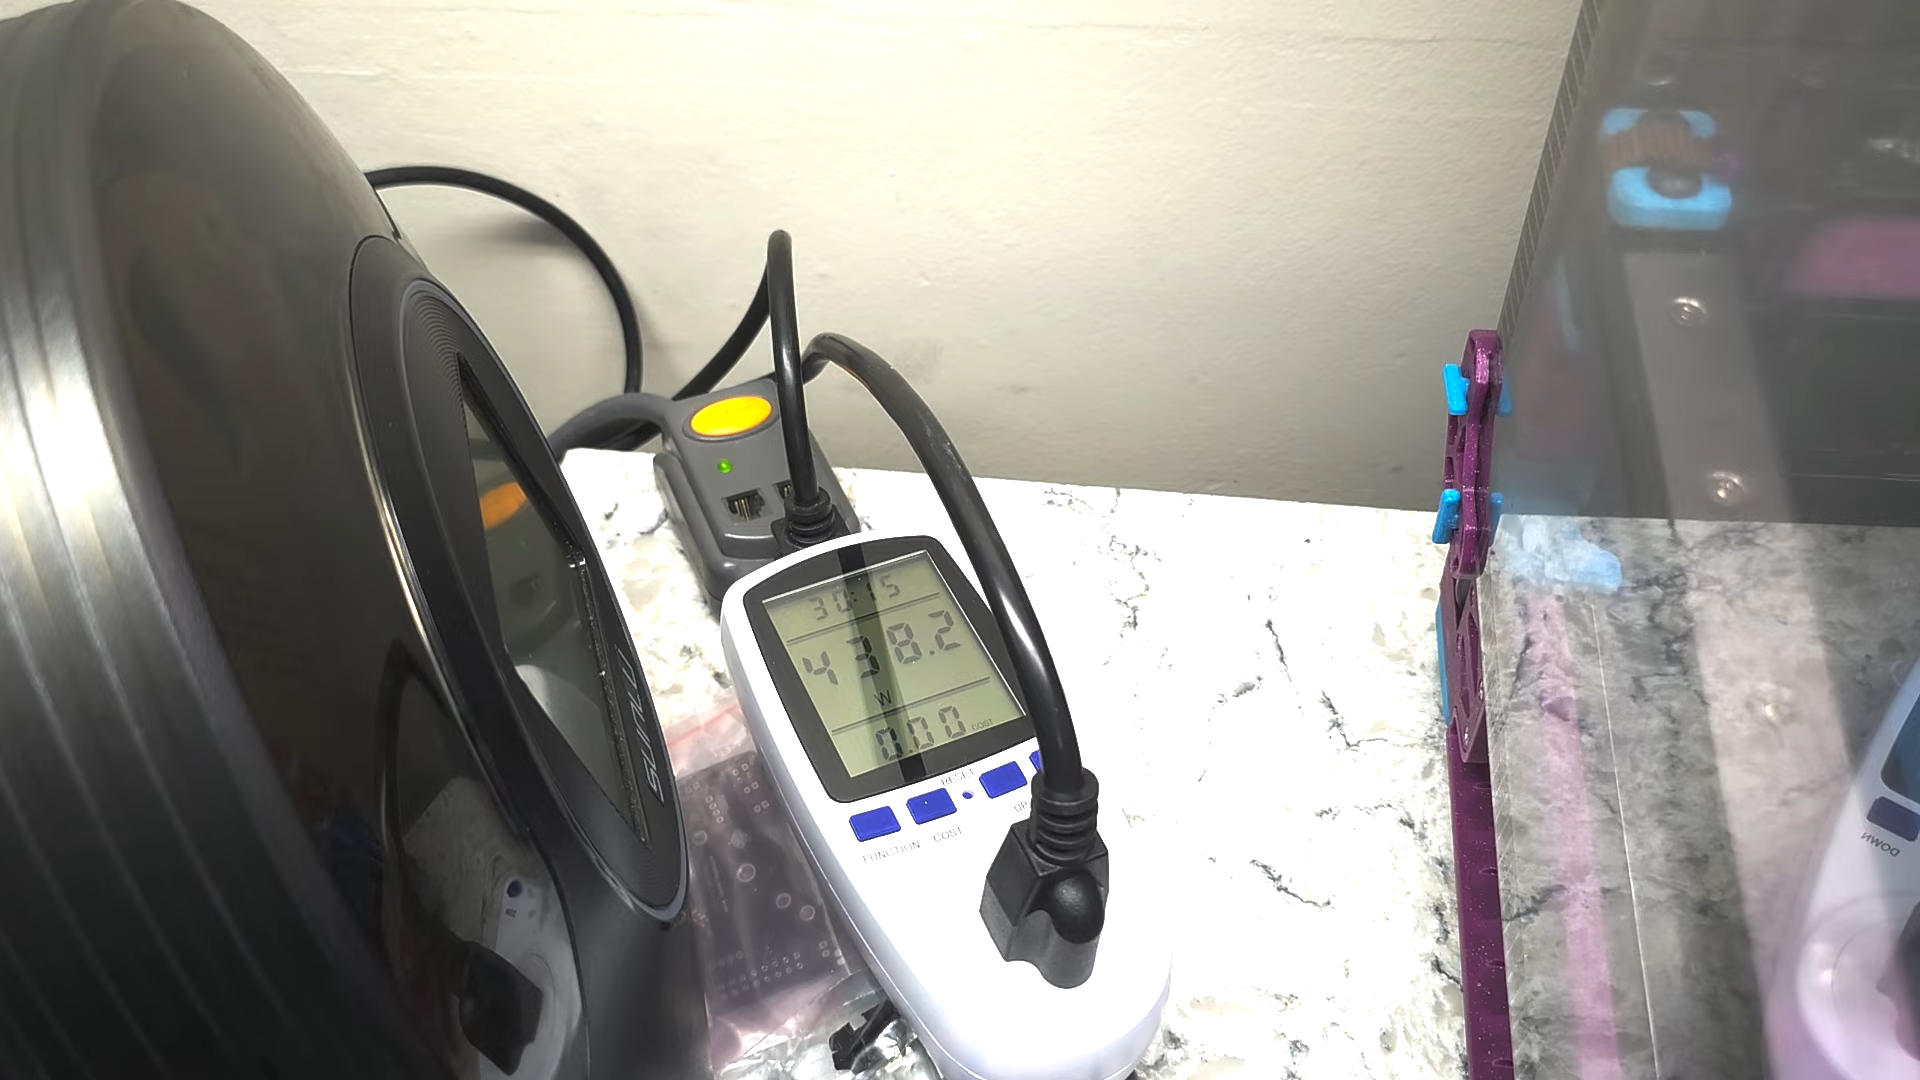 30:15
438.2
W
0.00 COST
RESET
UP
FUNCTION COST
SUNLU
DOWN